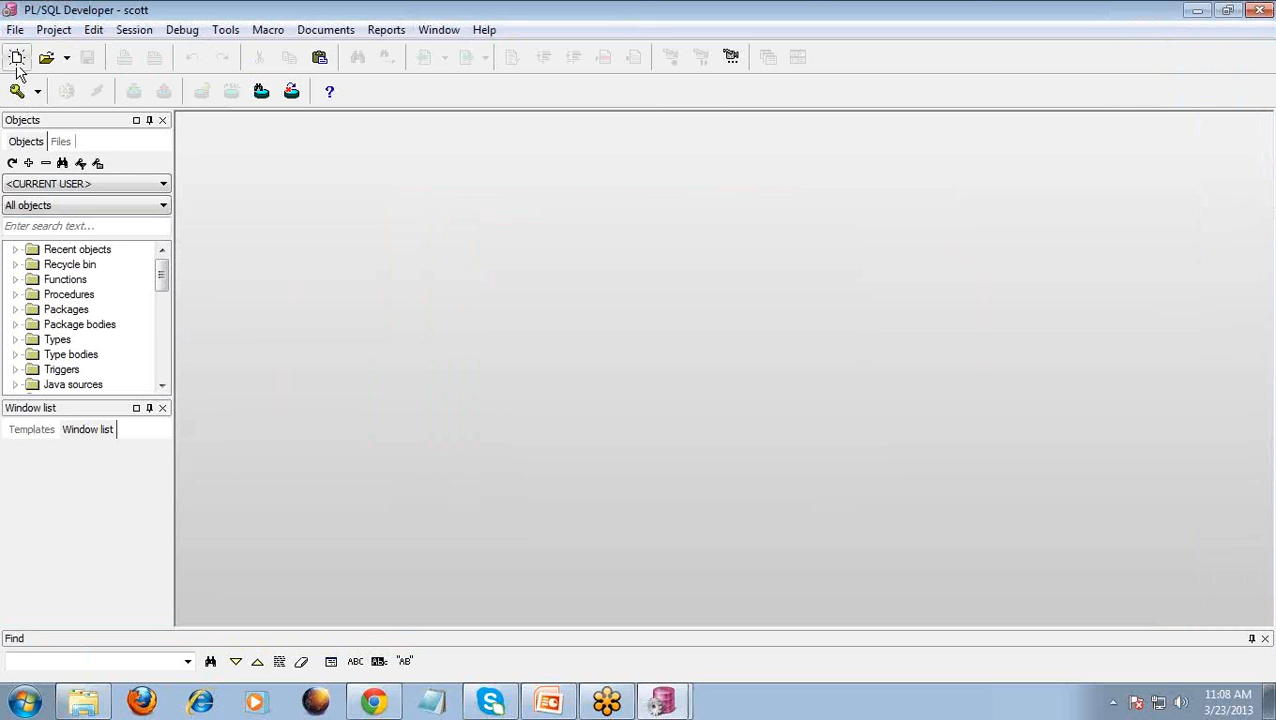 PL/SQL Developer - scott
File Project Edit Session Debug Tools Macro Documents Reports Window Help
Objects
Objects Files
<CURRENT USER>
All objects
Enter search text...
Recent objects
Recycle bin
Functions
Procedures
Packages
Package bodies
Types
Type bodies
Triggers
Java sources
Window list
Templates Window list
Find
ABC "AB"
11:08 AM
3/23/2013